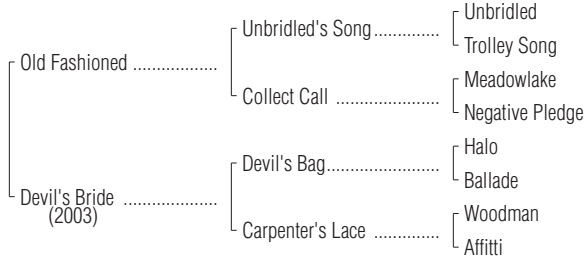 Old Fashioned ..................
Unbridled's Song..............
Unbridled
Trolley Song
Collect Call ......................
Meadowlake
Negative Pledge
Devil's Bride ....................
(2003)
Devil's Bag........................
Halo
Ballade
Carpenter's Lace ..............
Woodman
Affitti